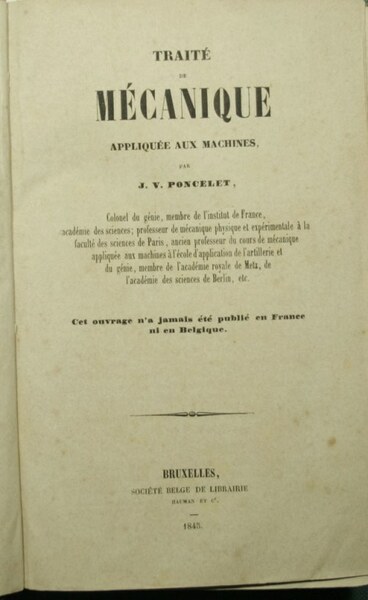 TRAITÉ
DE
MÉCANIQUE
APPLIQUÉE AUX MACHINES,
PAR
J. V. PONCELET,
Colonel du génie, membre de l'institut de France,
académie des sciences; professeur de mécanique physique et expérimentale à la
faculté des sciences de Paris, ancien professeur du cours de mécanique
appliquée aux machines à l'école d'application de l'artillerie et
du génie, membre de l'académie royale de Metz, de
l'académie des sciences de Berlin, etc.
Cet ouvrage n'a jamais été publié en France
ni en Belgique.
BRUXELLES,
SOCIÉTÉ BELGE DE LIBRAIRIE
HAUMAN ET Cᵉ.
1845.